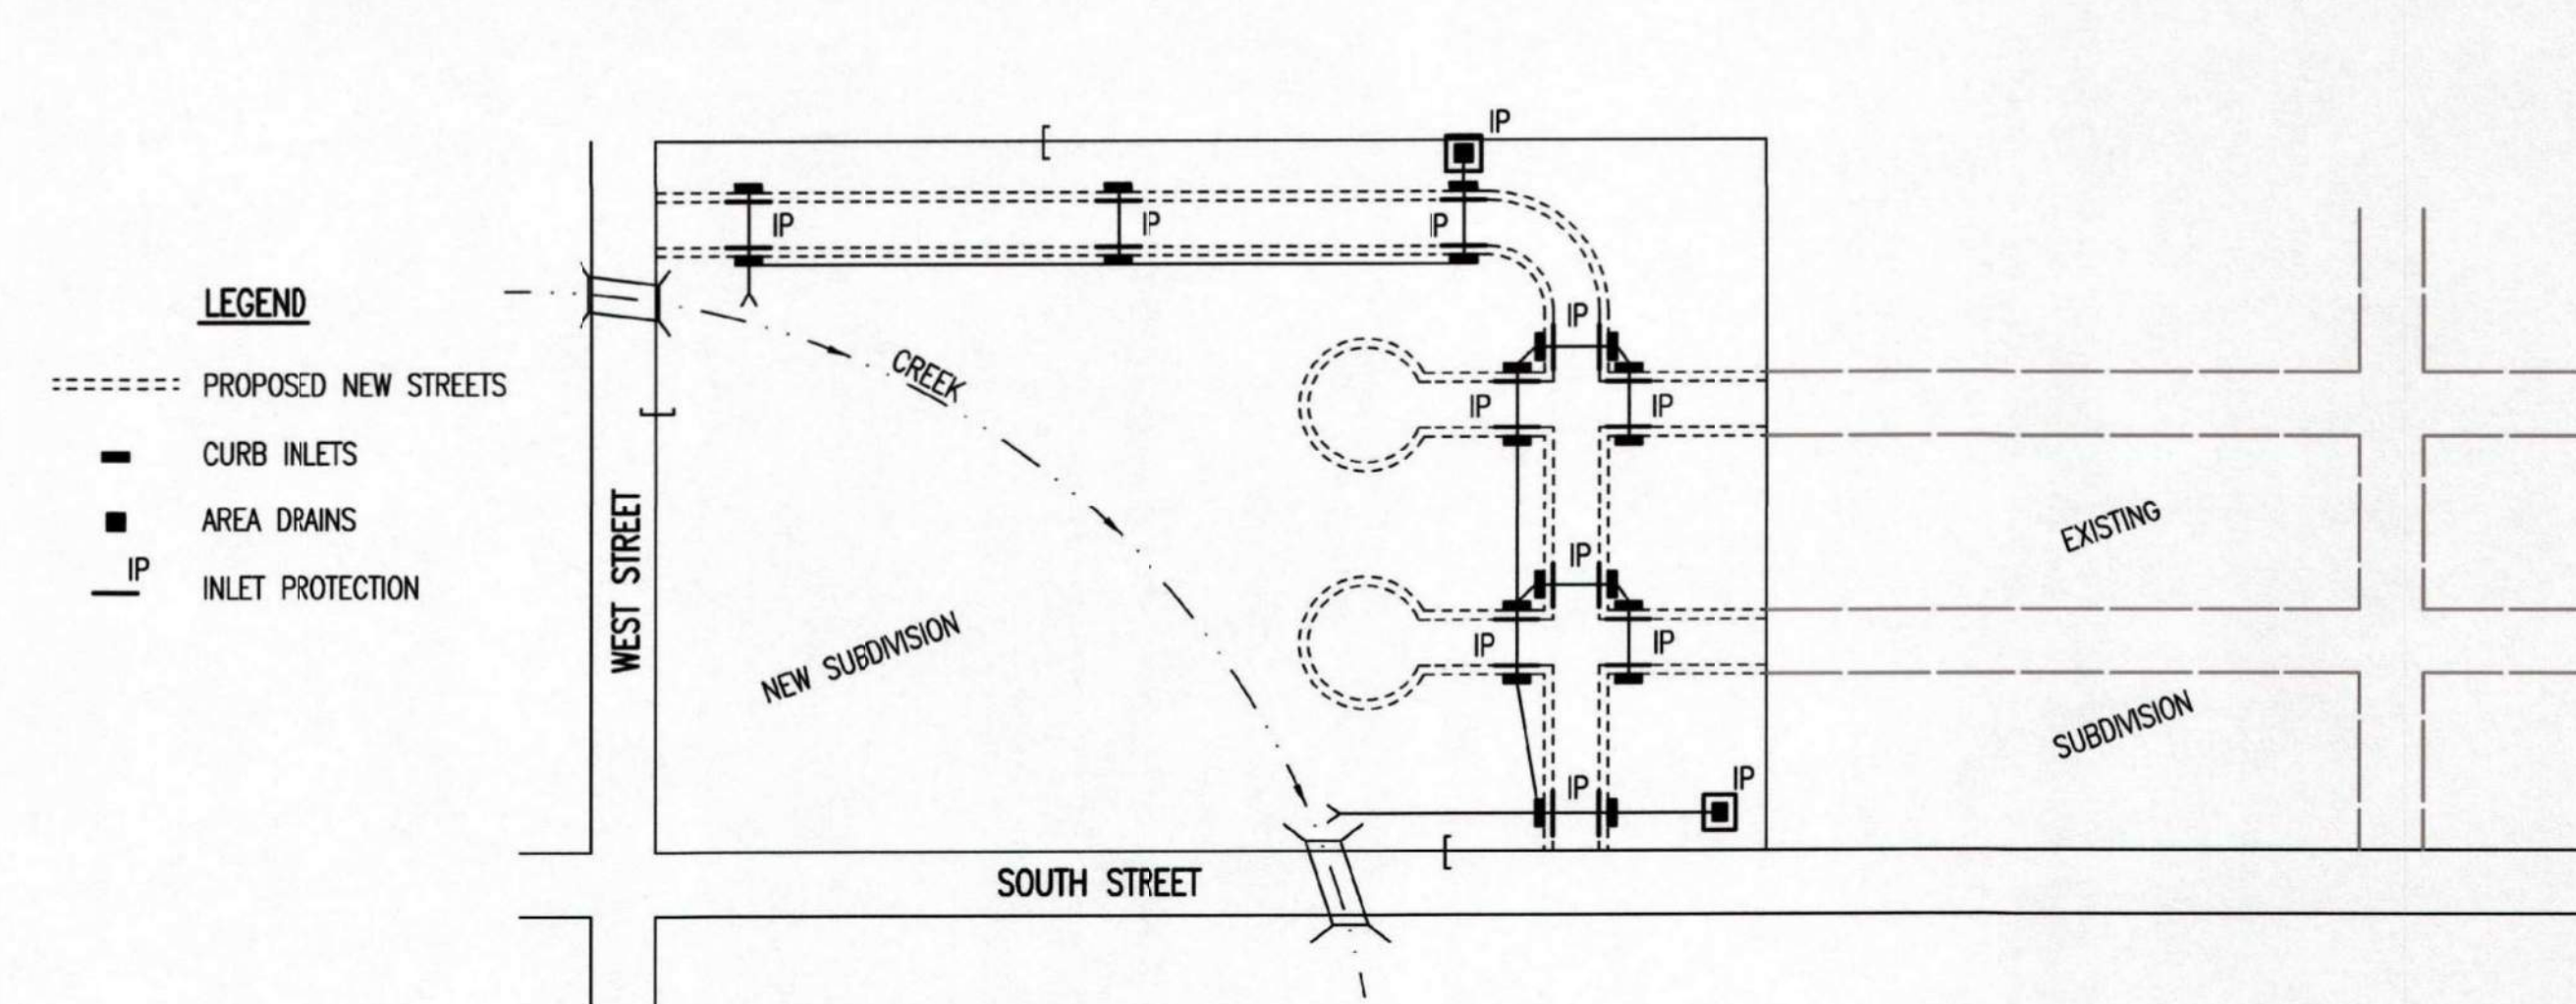 LEGEND
PROPOSED NEW STREETS
CURB INLETS
AREA DRAINS
IP
INLET PROTECTION
WEST STREET
IP
IP
IP
IP
CREEK
IP
IP
IP
NEW SUBDIVISION
IP
IP
IP
IP
IP
SOUTH STREET
EXISTING
SUBDIVISION